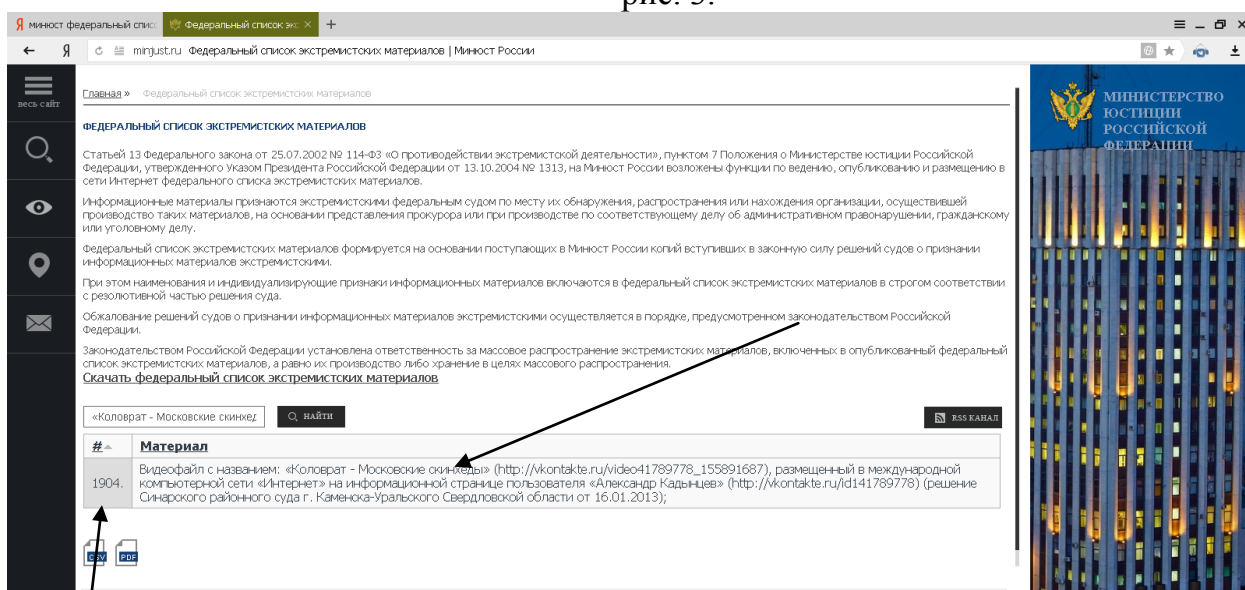 рис. 3.
Я минюст федеральный списс
Федеральный список экс ×
+
Я
minjust.ru Федеральный список экстремистских материалов | Минюст России
весь сайт
Главная » Федеральный список экстремистских материалов
ФЕДЕРАЛЬНЫЙ СПИСОК ЭКСТРЕМИСТСКИХ МАТЕРИАЛОВ
Статьей 13 Федерального закона от 25.07.2002 № 114-ФЗ «О противодействии экстремистской деятельности», пунктом 7 Положения о Министерстве юстиции Российской
Федерации, утвержденного Указом Президента Российской Федерации от 13.10.2004 № 1313, на Минюст России возложены функции по ведению, опубликованию и размещению в
сети Интернет федерального списка экстремистских материалов.
Информационные материалы признаются экстремистскими федеральным судом по месту их обнаружения, распространения или нахождения организации, осуществившей
производство таких материалов, на основании представления прокурора или при производстве по соответствующему делу об административном правонарушении, гражданскому
или уголовному делу.
Федеральный список экстремистских материалов формируется на основании поступающих в Минюст России копий вступивших в законную силу решений судов о признании
информационных материалов экстремистскими.
При этом наименования и индивидуализирующие признаки информационных материалов включаются в федеральный список экстремистских материалов в строгом соответствии
с резолютивной частью решения суда.
Обжалование решений судов о признании информационных материалов экстремистскими осуществляется в порядке, предусмотренном законодательством Российской
Федерации.
Законодательством Российской Федерации установлена ответственность за массовое распространение экстремистских материалов, включенных в опубликованный федеральный
список экстремистских материалов, а равно их производство либо хранение в целях массового распространения.
Скачать федеральный список экстремистских материалов
«Коловрат - Московские скинхед
НАЙТИ
RSS КАНАЛ
# Материал
1904.
Видеофайл с названием: «Коловрат - Московские скинхеды» (http://vkontakte.ru/video41789778_155891687), размещенный в международной
компьютерной сети «Интернет» на информационной странице пользователя «Александр Кадынцев» (http://vkontakte.ru/id141789778) (решение
Синарского районного суда г. Каменска-Уральского Свердловской области от 16.01.2013);
CSV PDF
МИНИСТЕРСТВО
ЮСТИЦИИ
РОССИЙСКОЙ
ФЕДЕРАЦИИ